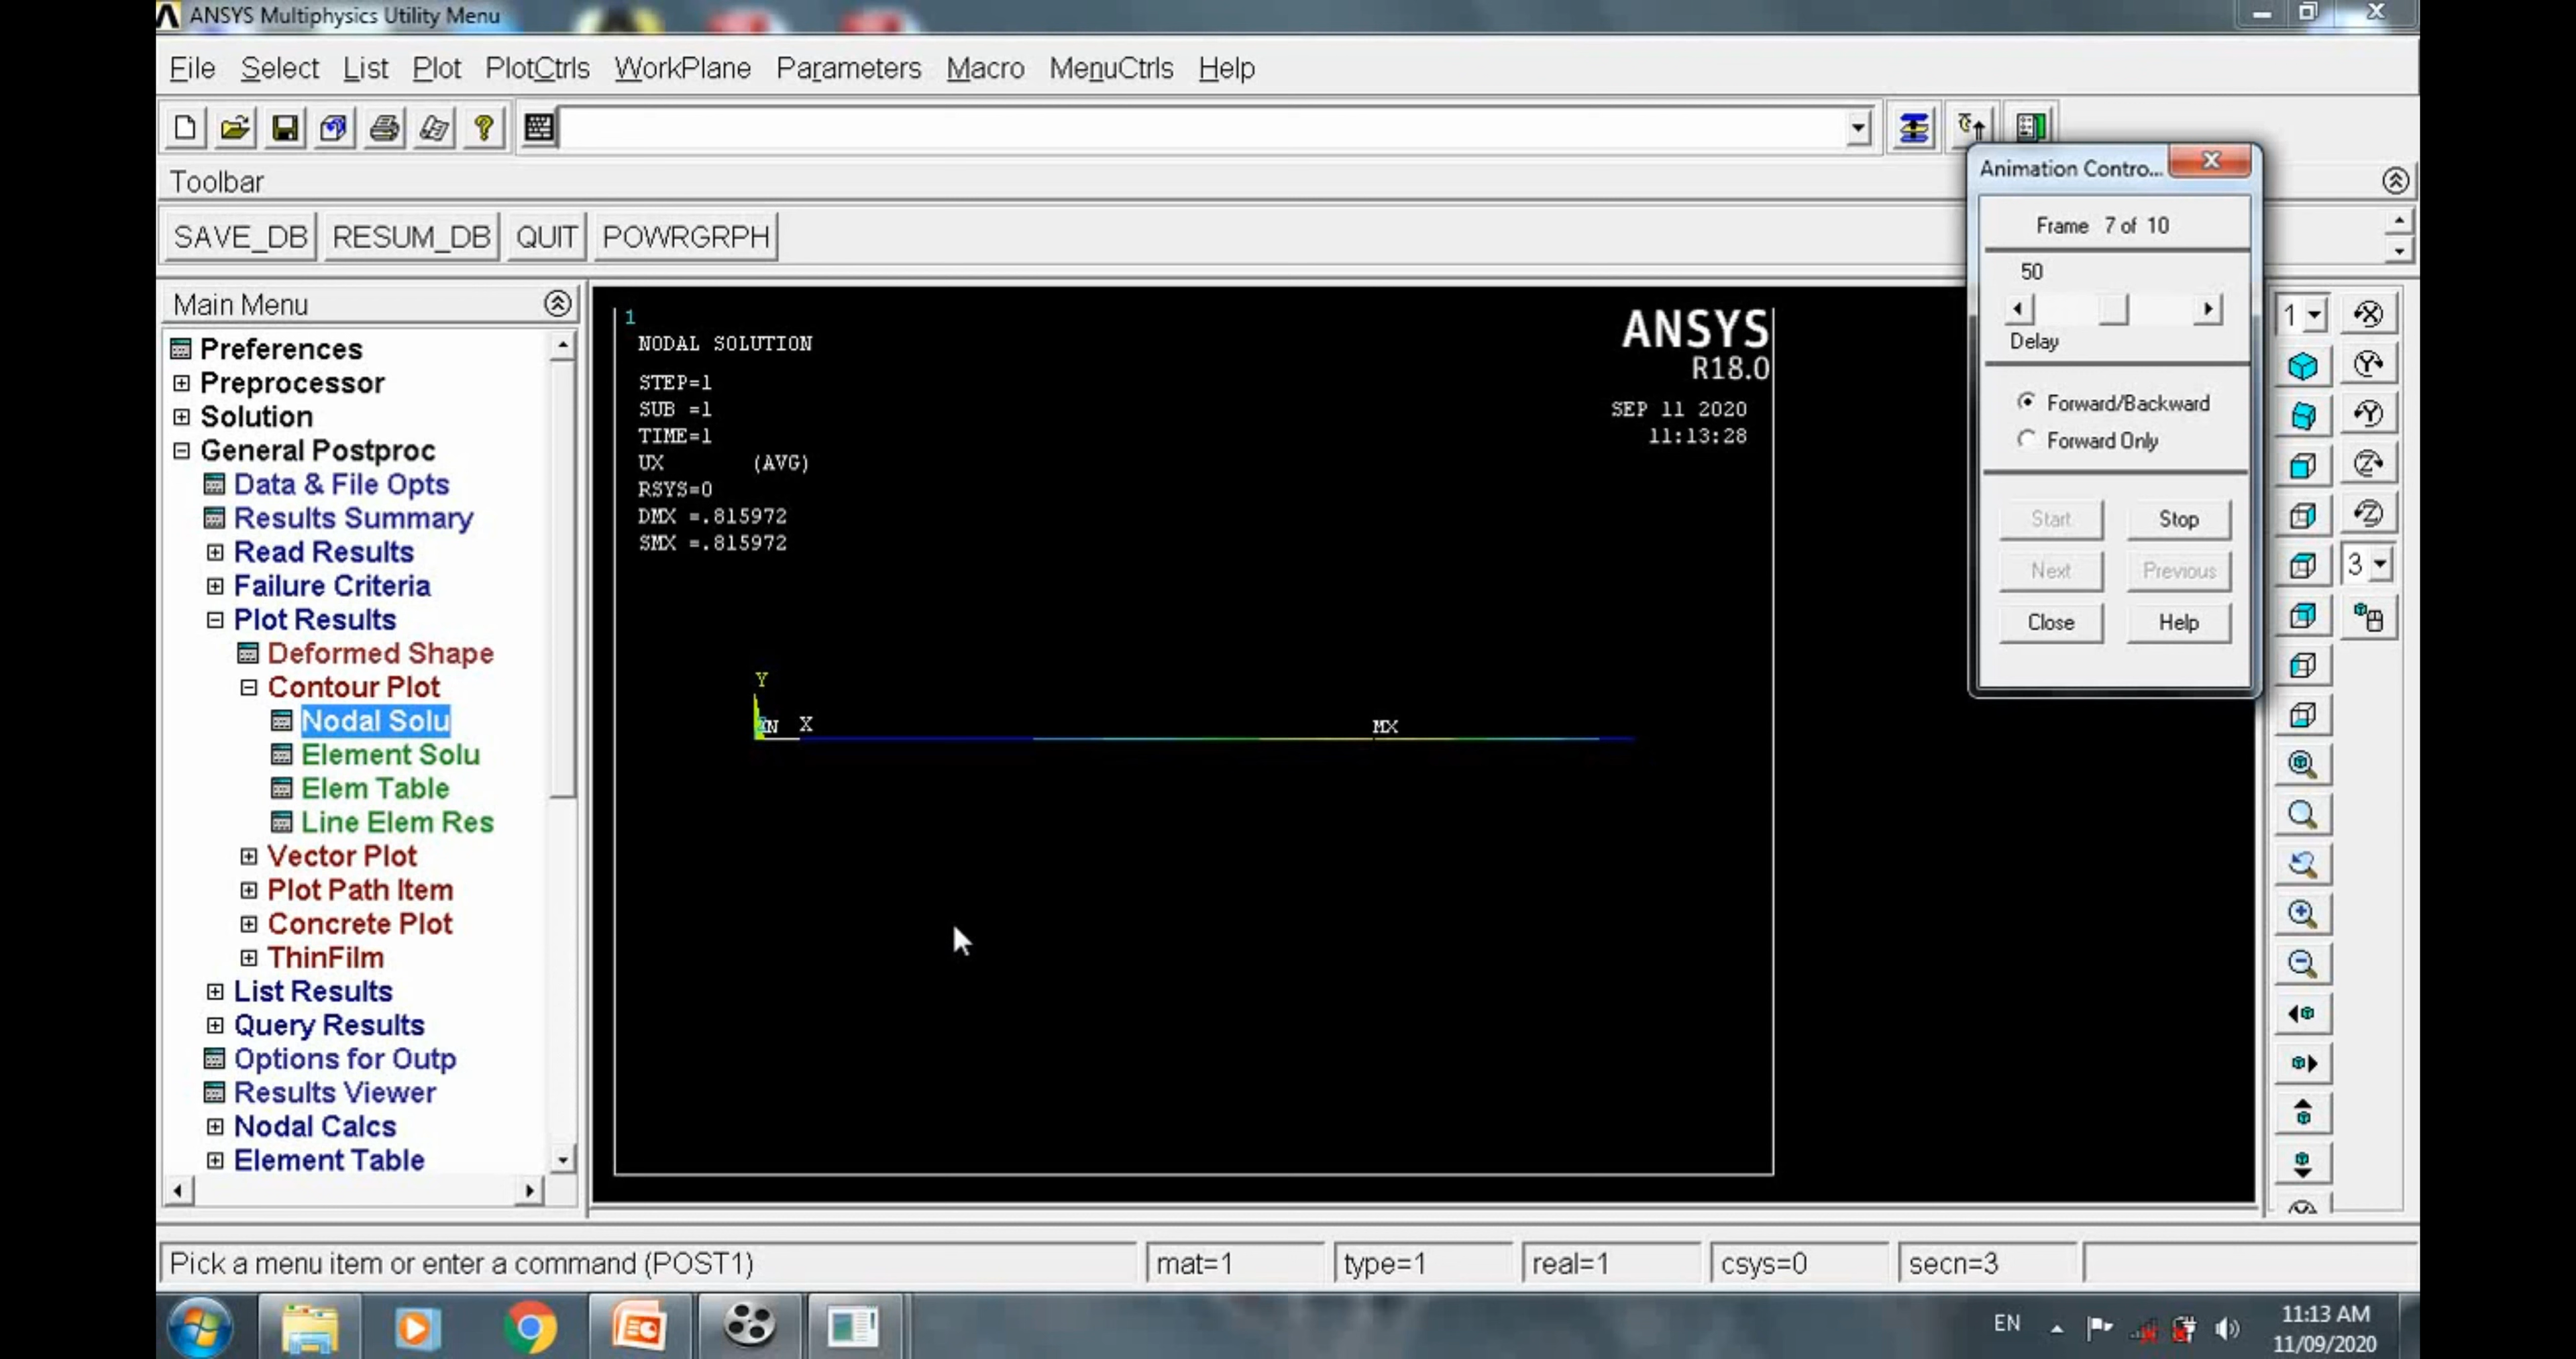 ANSYS Multiphysics Utility Menu
File Select List Plot PlotCtrls WorkPlane Parameters Macro MenuCtrls Help
Toolbar
SAVE_DB RESUM_DB QUIT POWRGRPH
Main Menu
Preferences
Preprocessor
Solution
General Postproc
Data & File Opts
Results Summary
Read Results
Failure Criteria
Plot Results
Deformed Shape
Contour Plot
Nodal Solu
Element Solu
Elem Table
Line Elem Res
Vector Plot
Plot Path Item
Concrete Plot
ThinFilm
List Results
Query Results
Options for Outp
Results Viewer
Nodal Calcs
Element Table
1
NODAL SOLUTION
STEP=1
SUB =1
TIME=1
UX (AVG)
RSYS=0
DMX =.815972
SMX =.815972
ANSYS
R18.0
SEP 11 2020
11:13:28
Y
X
MX
Animation Contro...
Frame 7 of 10
50
Delay
Forward/Backward
Forward Only
Start Stop
Next Previous
Close Help
1
3
Pick a menu item or enter a command (POST1) mat=1 type=1 real=1 csys=0 secn=3
EN
11:13 AM
11/09/2020